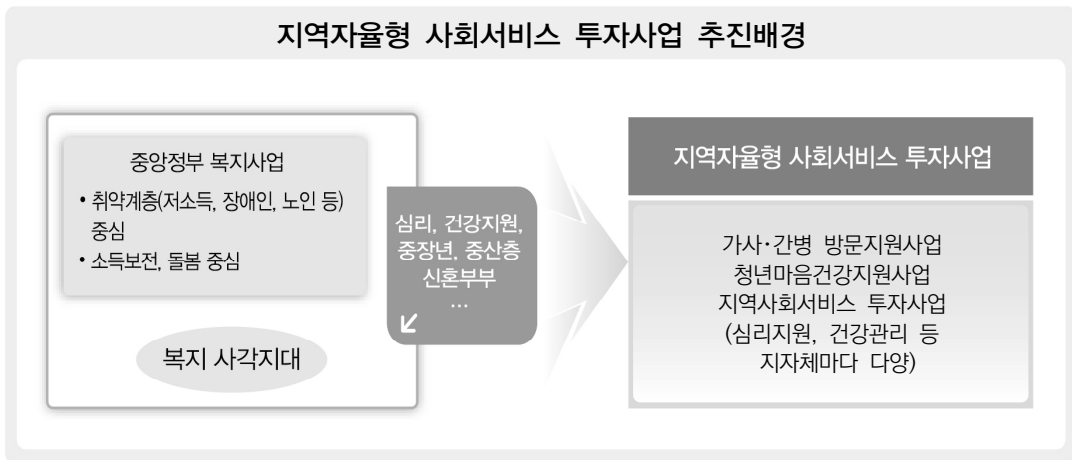 지역자율형 사회서비스 투자사업 추진배경
중앙정부 복지사업
• 취약계층(저소득, 장애인, 노인 등)
중심
• 소득보전, 돌봄 중심
복지 사각지대
심리, 건강지원,
중장년, 중산층
신혼부부
…
지역자율형 사회서비스 투자사업
가사·간병 방문지원사업
청년마음건강지원사업
지역사회서비스 투자사업
(심리지원, 건강관리 등
지자체마다 다양)